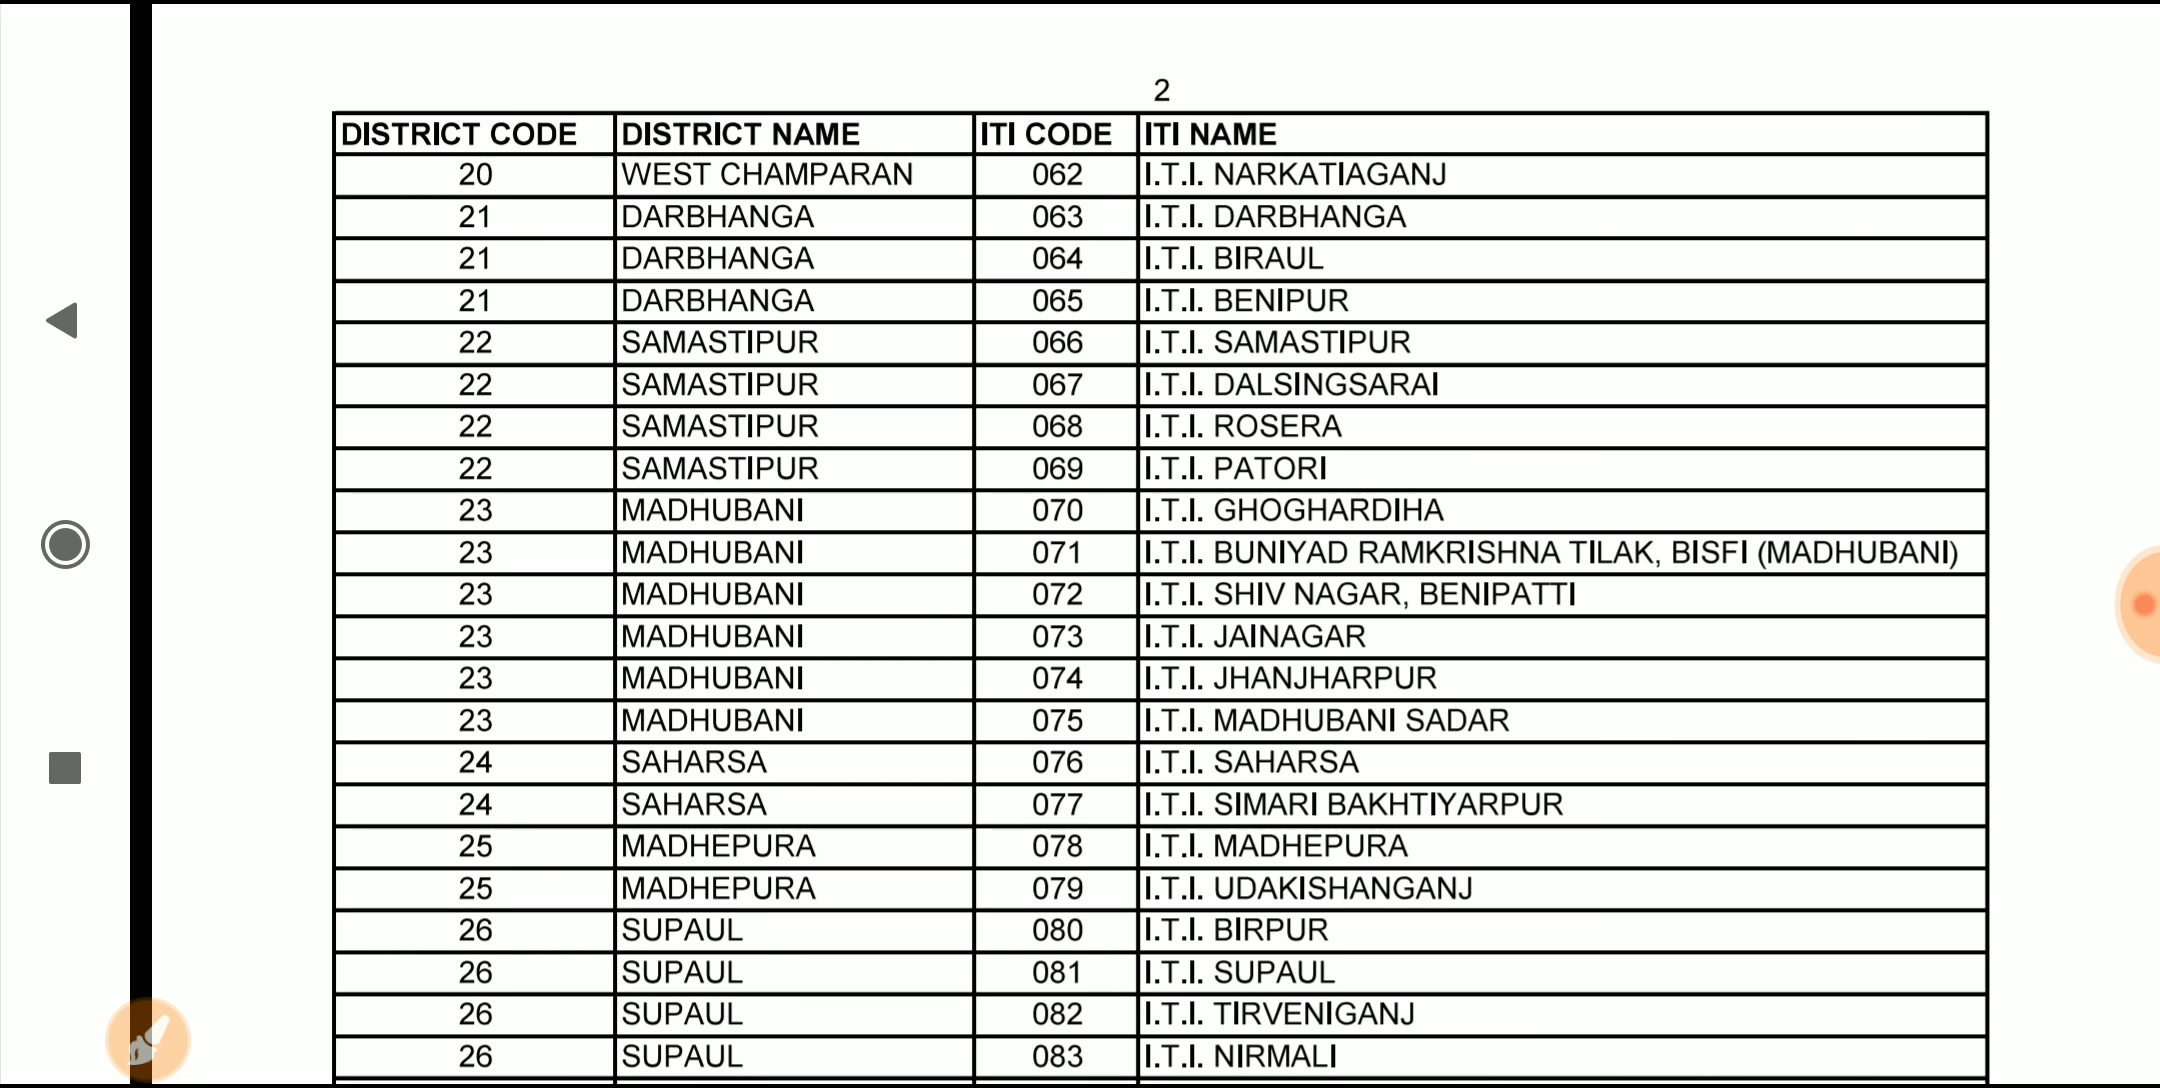 2
DISTRICT CODE DISTRICT NAME ITI CODE ITI NAME
20 WEST CHAMPARAN 062 I.T.I. NARKATIAGANJ
21 DARBHANGA 063 I.T.I. DARBHANGA
21 DARBHANGA 064 I.T.I. BIRAUL
21 DARBHANGA 065 I.T.I. BENIPUR
22 SAMASTIPUR 066 I.T.I. SAMASTIPUR
22 SAMASTIPUR 067 I.T.I. DALSINGSARAI
22 SAMASTIPUR 068 I.T.I. ROSERA
22 SAMASTIPUR 069 I.T.I. PATORI
23 MADHUBANI 070 I.T.I. GHOGHARDIHA
23 MADHUBANI 071 I.T.I. BUNIYAD RAMKRISHNA TILAK, BISFI (MADHUBANI)
23 MADHUBANI 072 I.T.I. SHIV NAGAR, BENIPATTI
23 MADHUBANI 073 I.T.I. JAINAGAR
23 MADHUBANI 074 I.T.I. JHANJHARPUR
23 MADHUBANI 075 I.T.I. MADHUBANI SADAR
24 SAHARSA 076 I.T.I. SAHARSA
24 SAHARSA 077 I.T.I. SIMARI BAKHTIYARPUR
25 MADHEPURA 078 I.T.I. MADHEPURA
25 MADHEPURA 079 I.T.I. UDAKISHANGANJ
26 SUPAUL 080 I.T.I. BIRPUR
26 SUPAUL 081 I.T.I. SUPAUL
26 SUPAUL 082 I.T.I. TIRVENIGANJ
26 SUPAUL 083 I.T.I. NIRMALI